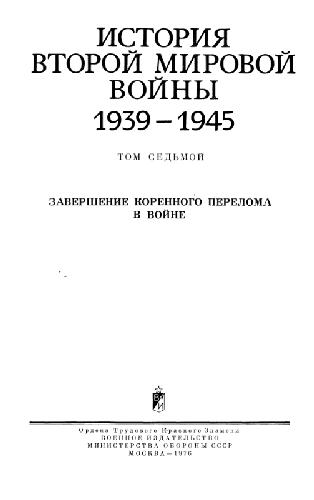 ИСТОРИЯ
ВТОРОЙ МИРОВОЙ
ВОЙНЫ
1939 – 1945
ТОМ СЕДЬМОЙ
ЗАВЕРШЕНИЕ КОРЕННОГО ПЕРЕЛОМА
В ВОЙНЕ
Ордена Трудового Красного Знамени
ВОЕННОЕ ИЗДАТЕЛЬСТВО
МИНИСТЕРСТВА ОБОРОНЫ СССР
МОСКВА — 1976